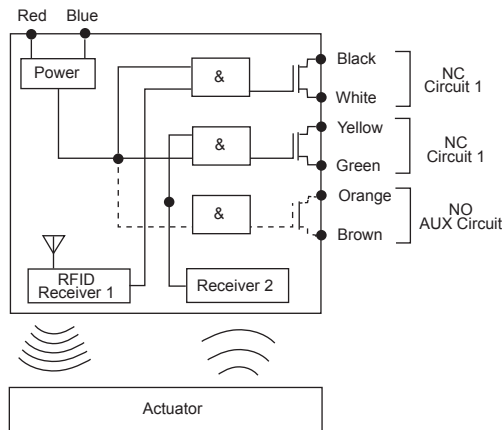 Red Blue
Power
&
Black
White
NC
Circuit 1
&
Yellow
Green
NC
Circuit 1
&
Orange
Brown
NO
AUX Circuit
RFID
Receiver 1
Receiver 2
Actuator